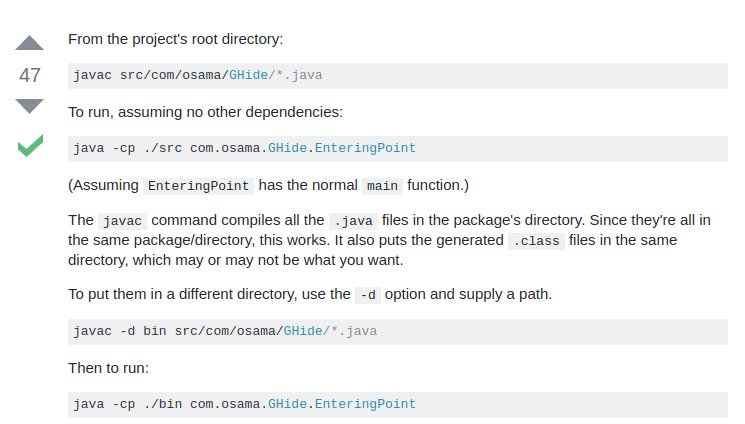 From the project's root directory:
47
javac src/com/osama/GHide/*.java
To run, assuming no other dependencies:
java -cp ./src com.osama.GHide.EnteringPoint
(Assuming EnteringPoint has the normal main function.)
The javac command compiles all the .java files in the package's directory. Since they're all in
the same package/directory, this works. It also puts the generated .class files in the same
directory, which may or may not be what you want.
To put them in a different directory, use the -d option and supply a path.
javac -d bin src/com/osama/GHide/*.java
Then to run:
java -cp ./bin com.osama.GHide.EnteringPoint